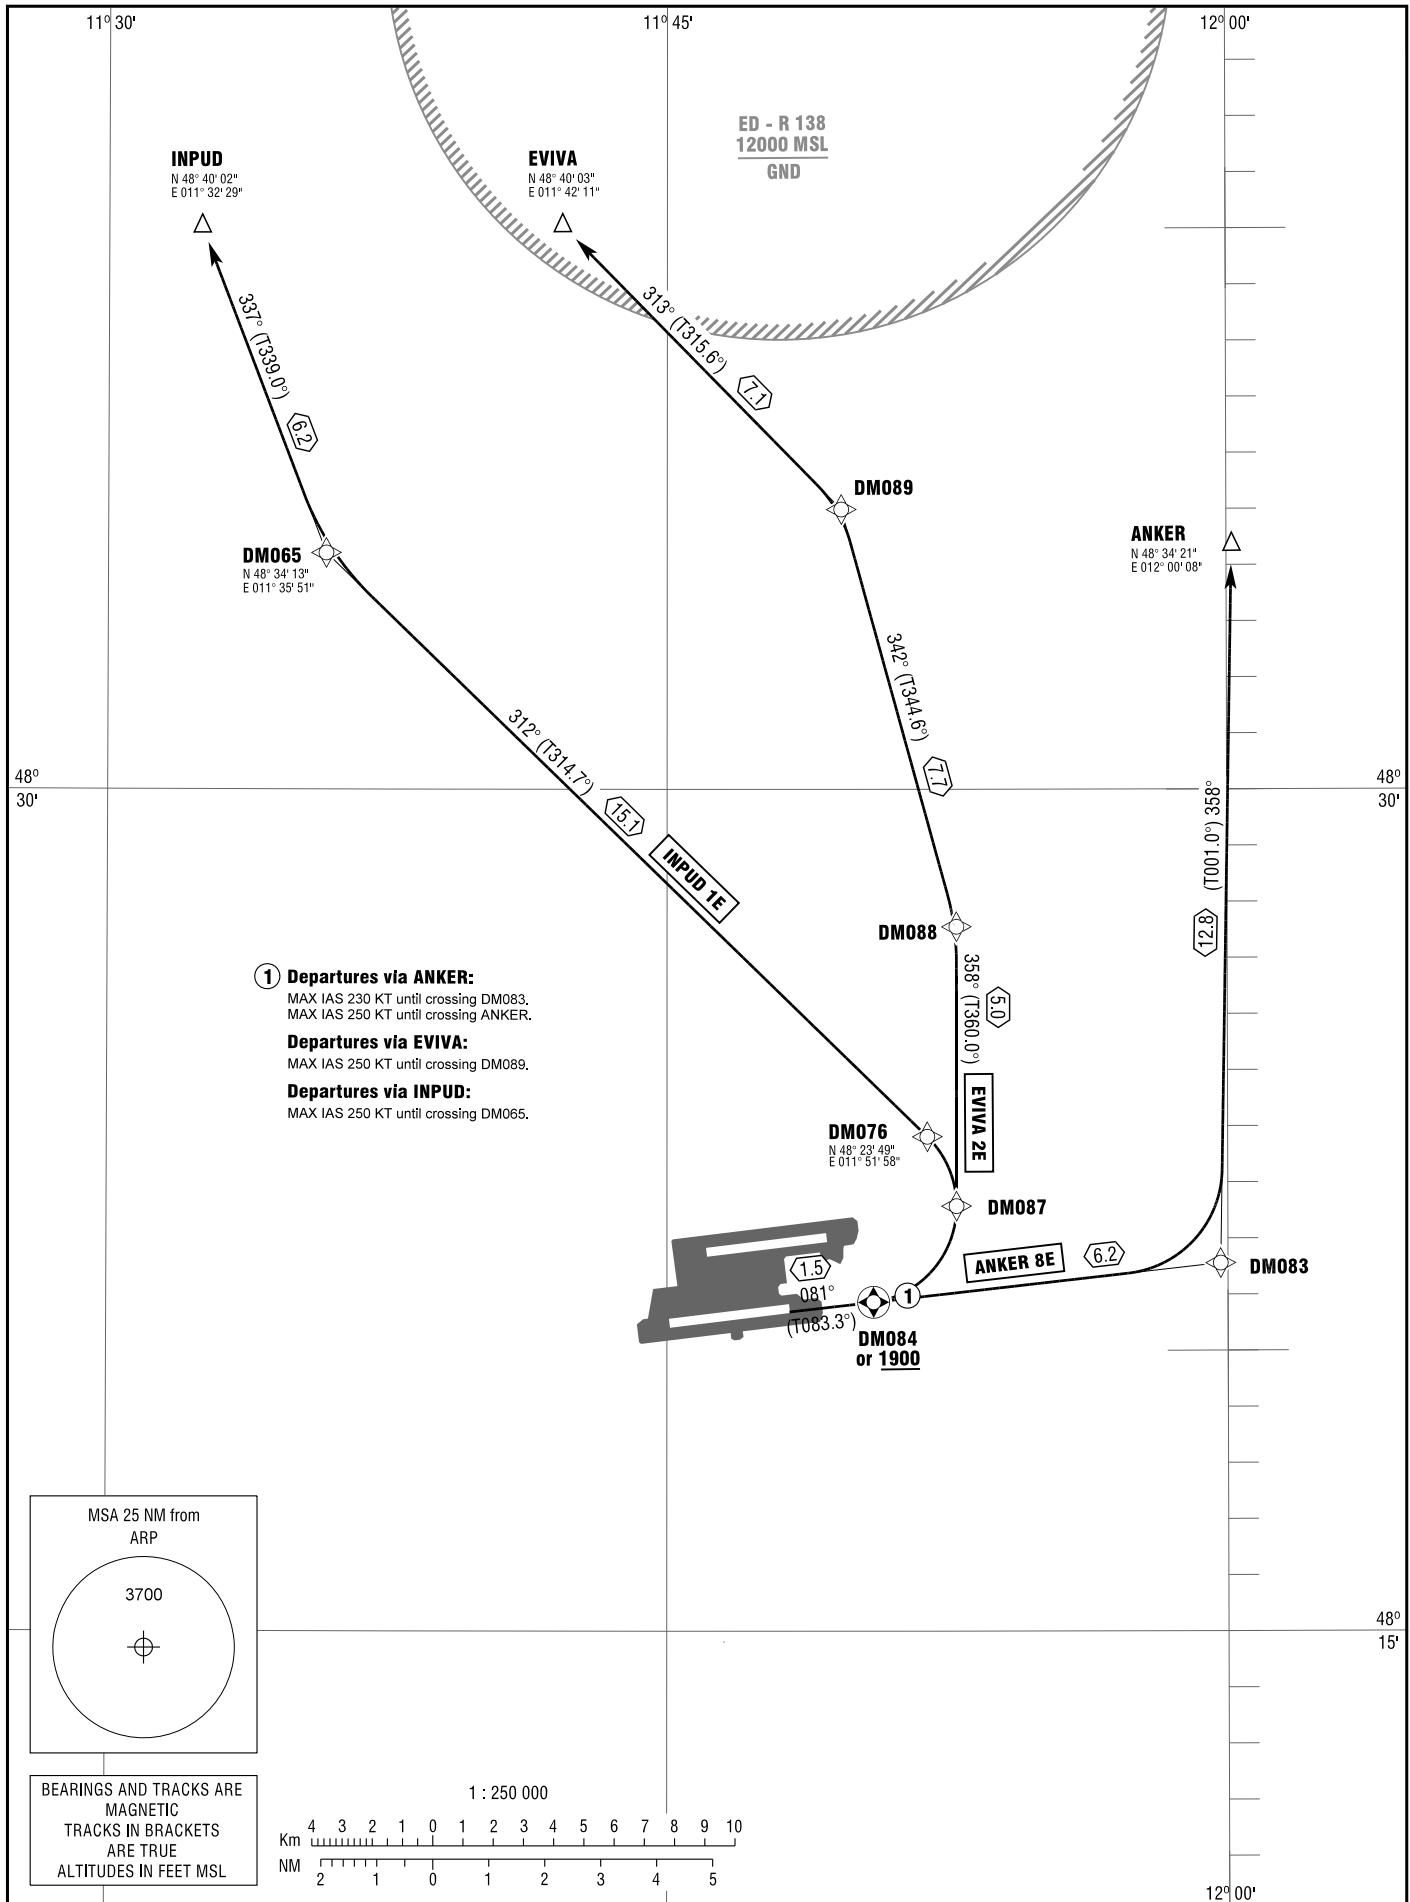 11º 30'
11º 45'
12º 00'
ED - R 138
12000 MSL
GND
INPUD
N 48° 40' 02"
E 011° 32' 29"
EVIVA
N 48° 40' 03"
E 011° 42' 11"
337° (T339.0°)
6.2
313° (T315.6°)
7.1
DM089
ANKER
N 48° 34' 21"
E 012° 00' 08"
DM065
N 48° 34' 13"
E 011° 35' 51"
342° (T344.6°)
7.7
312° (T314.7°)
15.1
INPUD 1E
48º
30'
48º
30'
(T001.0°) 358°
12.8
DM088
358° (T360.0°)
5.0
EVIVA 2E
1 Departures via ANKER:
MAX IAS 230 KT until crossing DM083.
MAX IAS 250 KT until crossing ANKER.
Departures via EVIVA:
MAX IAS 250 KT until crossing DM089.
Departures via INPUD:
MAX IAS 250 KT until crossing DM065.
DM076
N 48° 23' 49"
E 011° 51' 58"
DM087
ANKER 8E
6.2
DM083
1.5
081°
(T083.3°)
1
DM084
or 1900
MSA 25 NM from
ARP
3700
48º
15'
BEARINGS AND TRACKS ARE
MAGNETIC
TRACKS IN BRACKETS
ARE TRUE
ALTITUDES IN FEET MSL
1 : 250 000
Km 4 3 2 1 0 1 2 3 4 5 6 7 8 9 10
NM 2 1 0 1 2 3 4 5
12º 00'